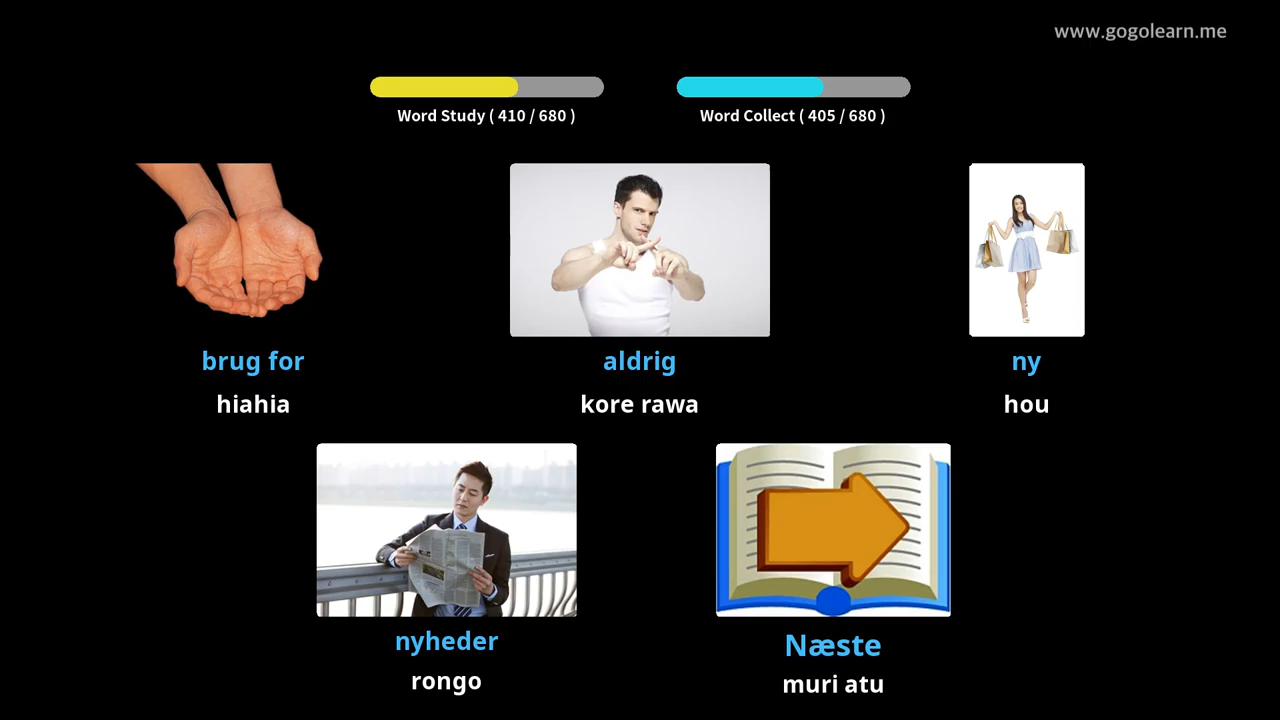 www.gogolearn.me
Word Study ( 410 / 680 )
Word Collect ( 405 / 680 )
brug for
hiahia
aldrig
kore rawa
ny
hou
nyheder
rongo
Næste
muri atu